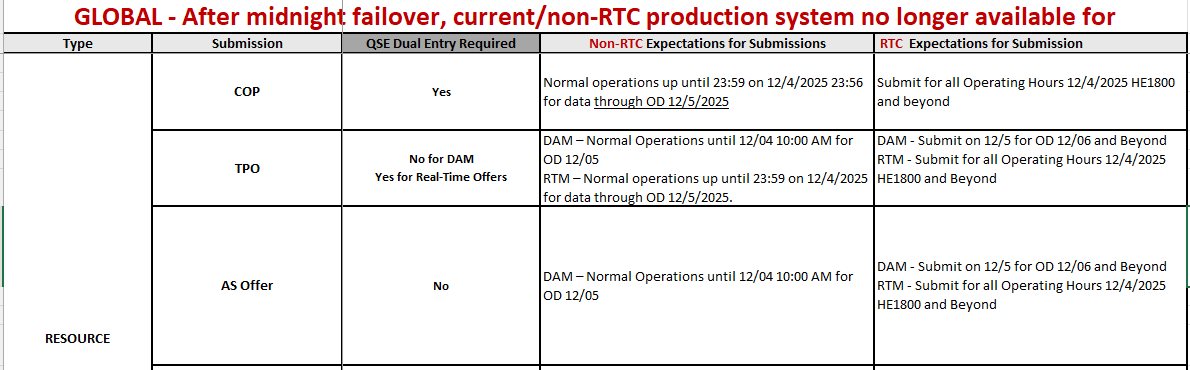 GLOBAL - After midnight failover, current/non-RTC production system no longer available for
Type Submission QSE Dual Entry Required Non-RTC Expectations for Submissions RTC Expectations for Submission
COP
Yes
Normal operations up until 23:59 on 12/4/2025 23:56
for data through OD 12/5/2025
Submit for all Operating Hours 12/4/2025 HE1800
and beyond
TPO
No for DAM
Yes for Real-Time Offers
DAM – Normal Operations until 12/04 10:00 AM for
OD 12/05
RTM – Normal operations up until 23:59 on 12/4/2025
for data through OD 12/5/2025.
DAM - Submit on 12/5 for OD 12/06 and Beyond
RTM - Submit for all Operating Hours 12/4/2025
HE1800 and Beyond
AS Offer
No
DAM – Normal Operations until 12/04 10:00 AM for
OD 12/05
DAM - Submit on 12/5 for OD 12/06 and Beyond
RTM - Submit for all Operating Hours 12/4/2025
HE1800 and Beyond
RESOURCE